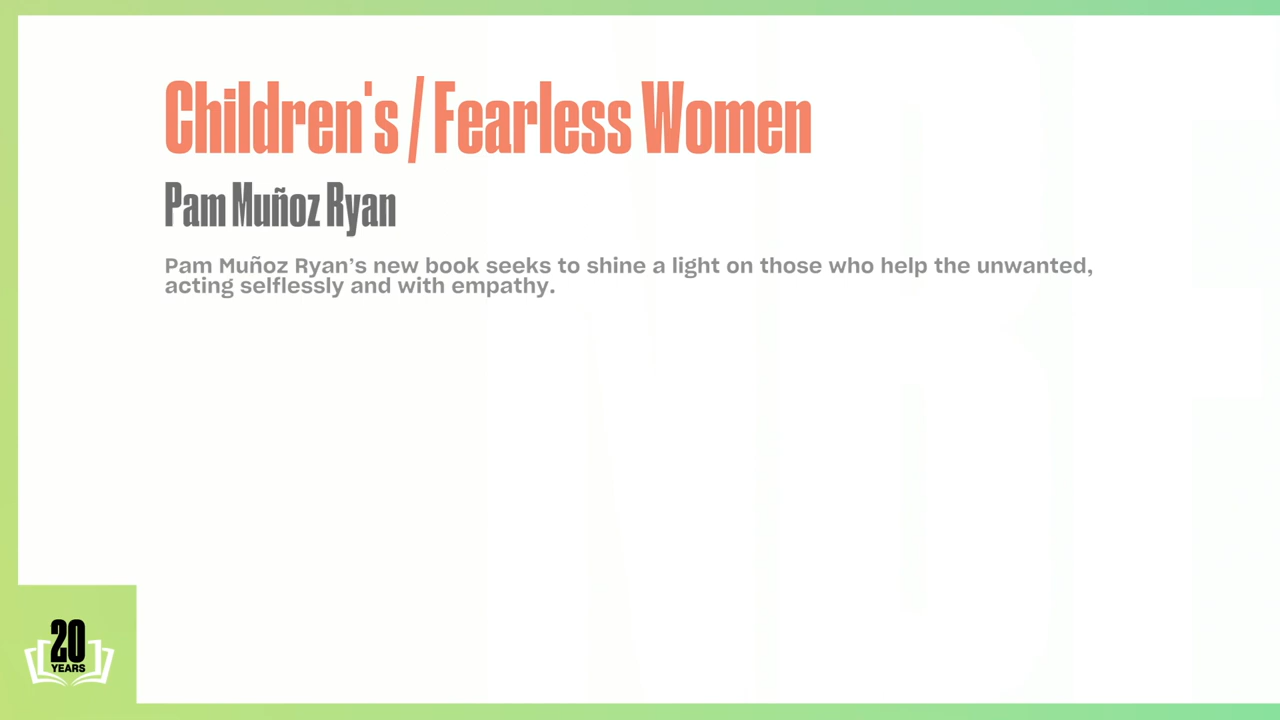 Children's / Fearless Women
Pam Muñoz Ryan
Pam Muñoz Ryan’s new book seeks to shine a light on those who help the unwanted,
acting selflessly and with empathy.
20
YEARS